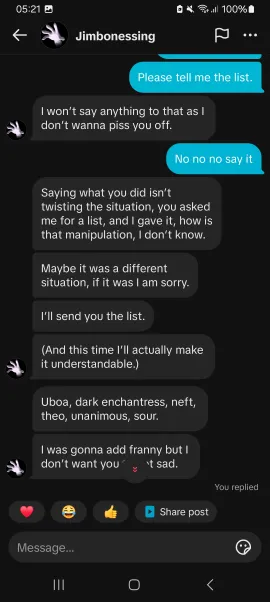 05:21 100%
Jimbonessing
Please tell me the list.
I won't say anything to that as I
don't wanna piss you off.
No no no say it
Saying what you did isn't
twisting the situation, you asked
me for a list, and I gave it, how is
that manipulation, I don't know.
Maybe it was a different
situation, if it was I am sorry.
I'll send you the list.
(And this time I'll actually make
it understandable.)
Uboa, dark enchantress, neft,
theo, unanimous, sour.
I was gonna add franny but I
don't want you sad.
You replied
Share post
Message...